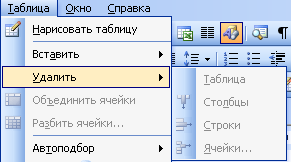 Таблица Окно Справка
Нарисовать таблицу
Вставить
Удалить
Таблица
Объединить ячейки
Столбцы
Разбить ячейки...
Строки
Автоподбор
Ячейки...